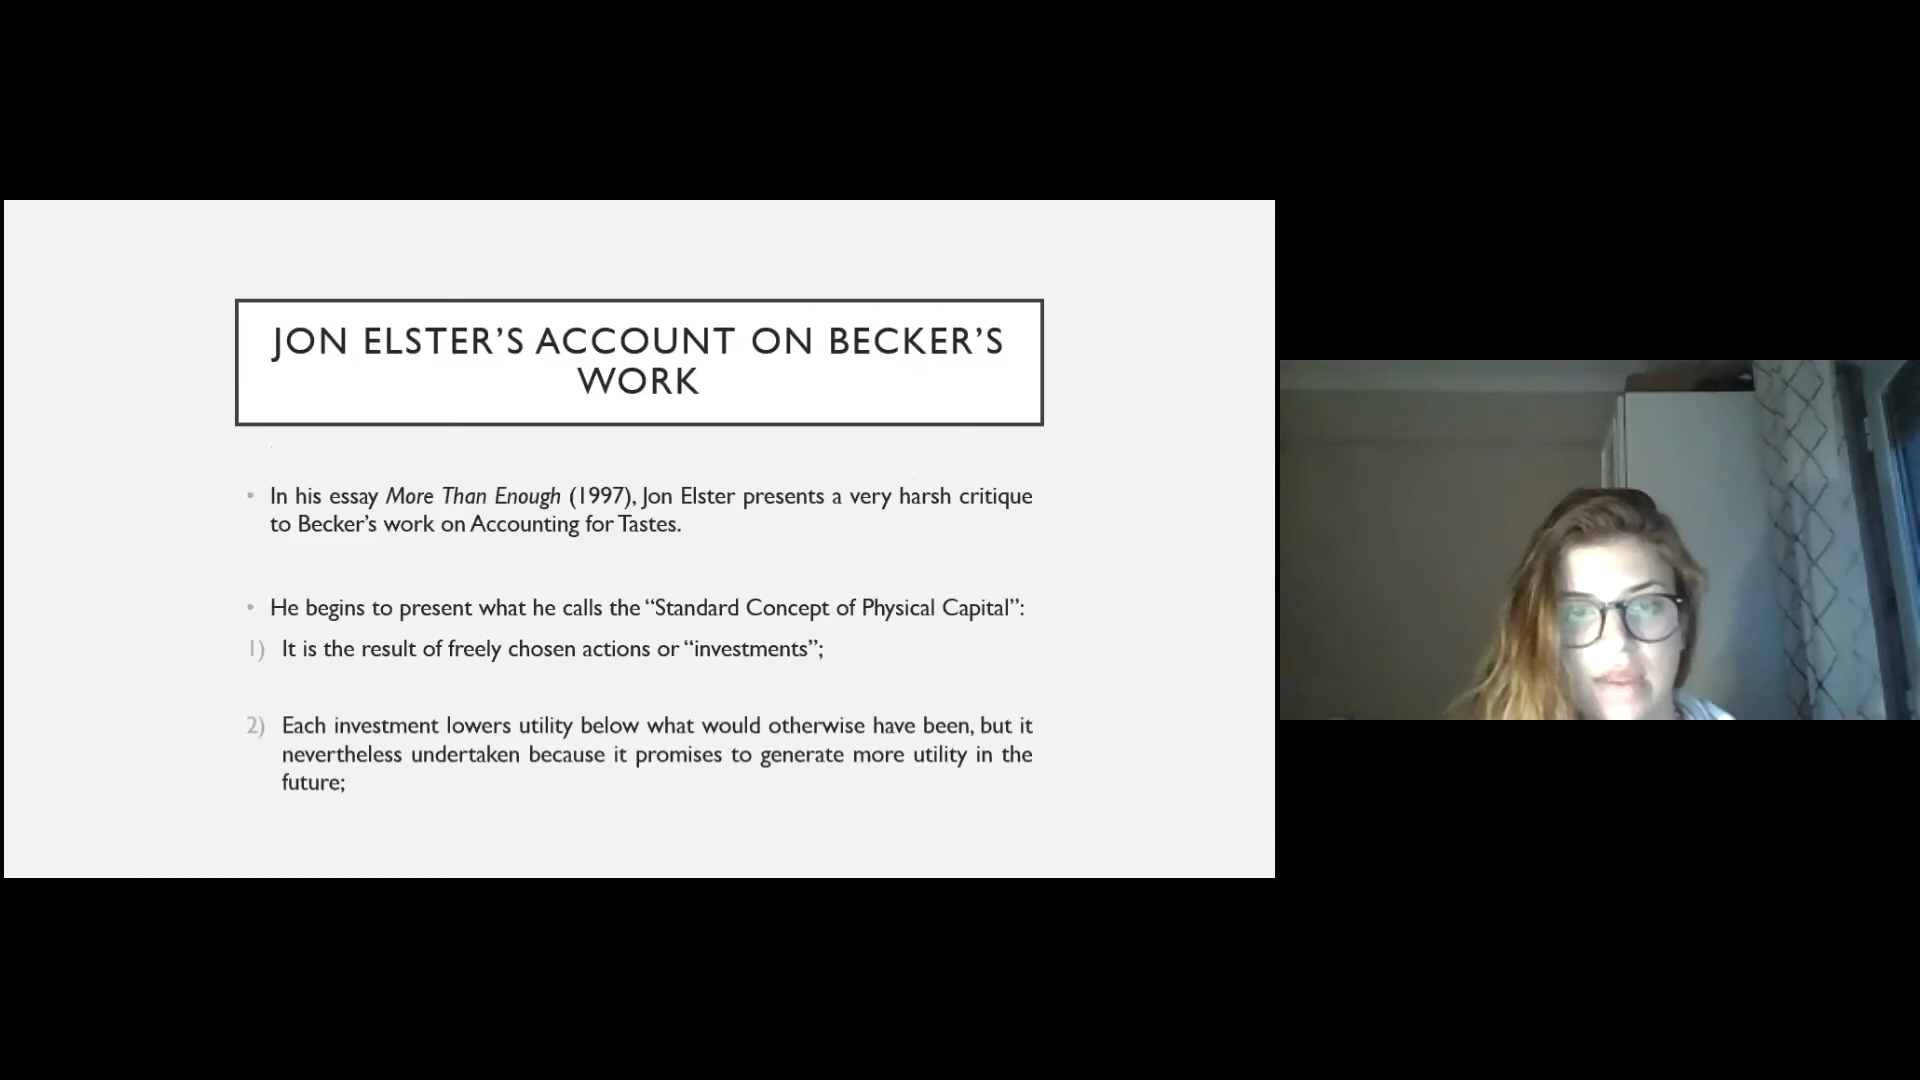 JON ELSTER’S ACCOUNT ON BECKER’S
WORK
• In his essay More Than Enough (1997), Jon Elster presents a very harsh critique
to Becker’s work on Accounting for Tastes.
• He begins to present what he calls the “Standard Concept of Physical Capital”:
1) It is the result of freely chosen actions or “investments”;
2) Each investment lowers utility below what would otherwise have been, but it
nevertheless undertaken because it promises to generate more utility in the
future;